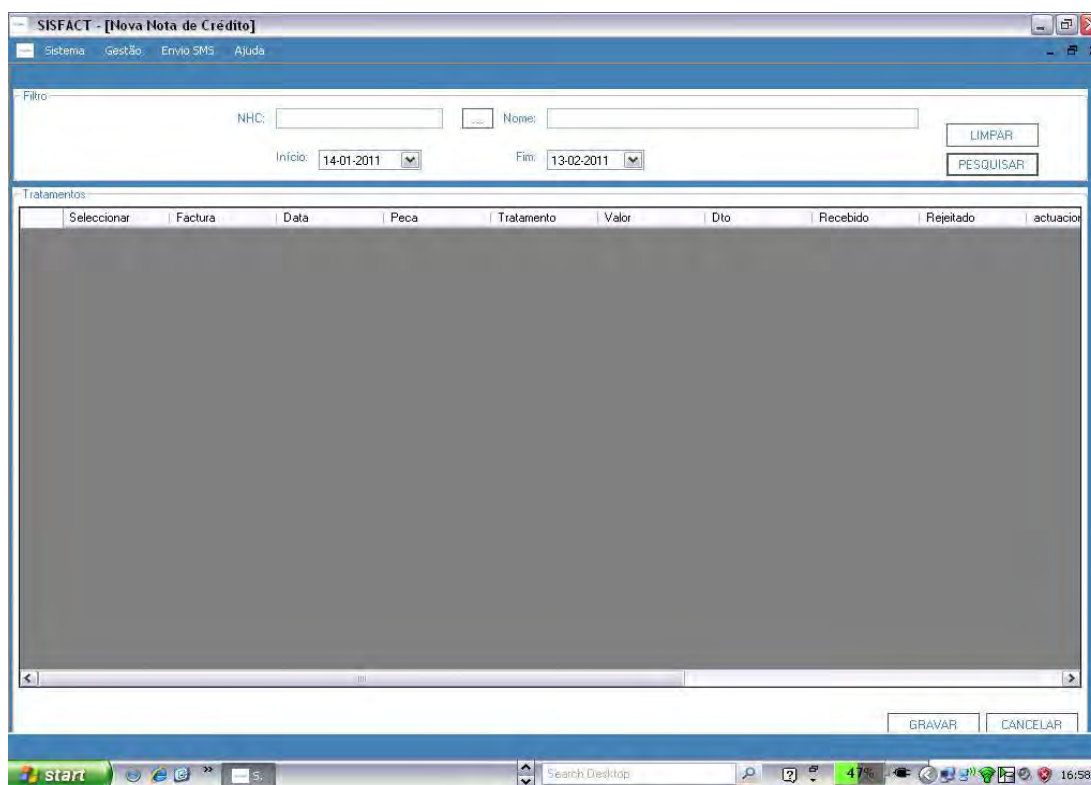 SISFACT - [Nova Nota de Crédito]
Sistema Gestão Envio SMS Ajuda
Filtro
NHC: ... Nome:
LIMPAR
Início: 14-01-2011 Fim: 13-02-2011
PESQUISAR
Tratamentos
Seleccionar Factura Data Peca Tratamento Valor Dto Recebido Rejeitado actuacion
GRAVAR CANCELAR
start » S. Search Desktop 47% 16:58